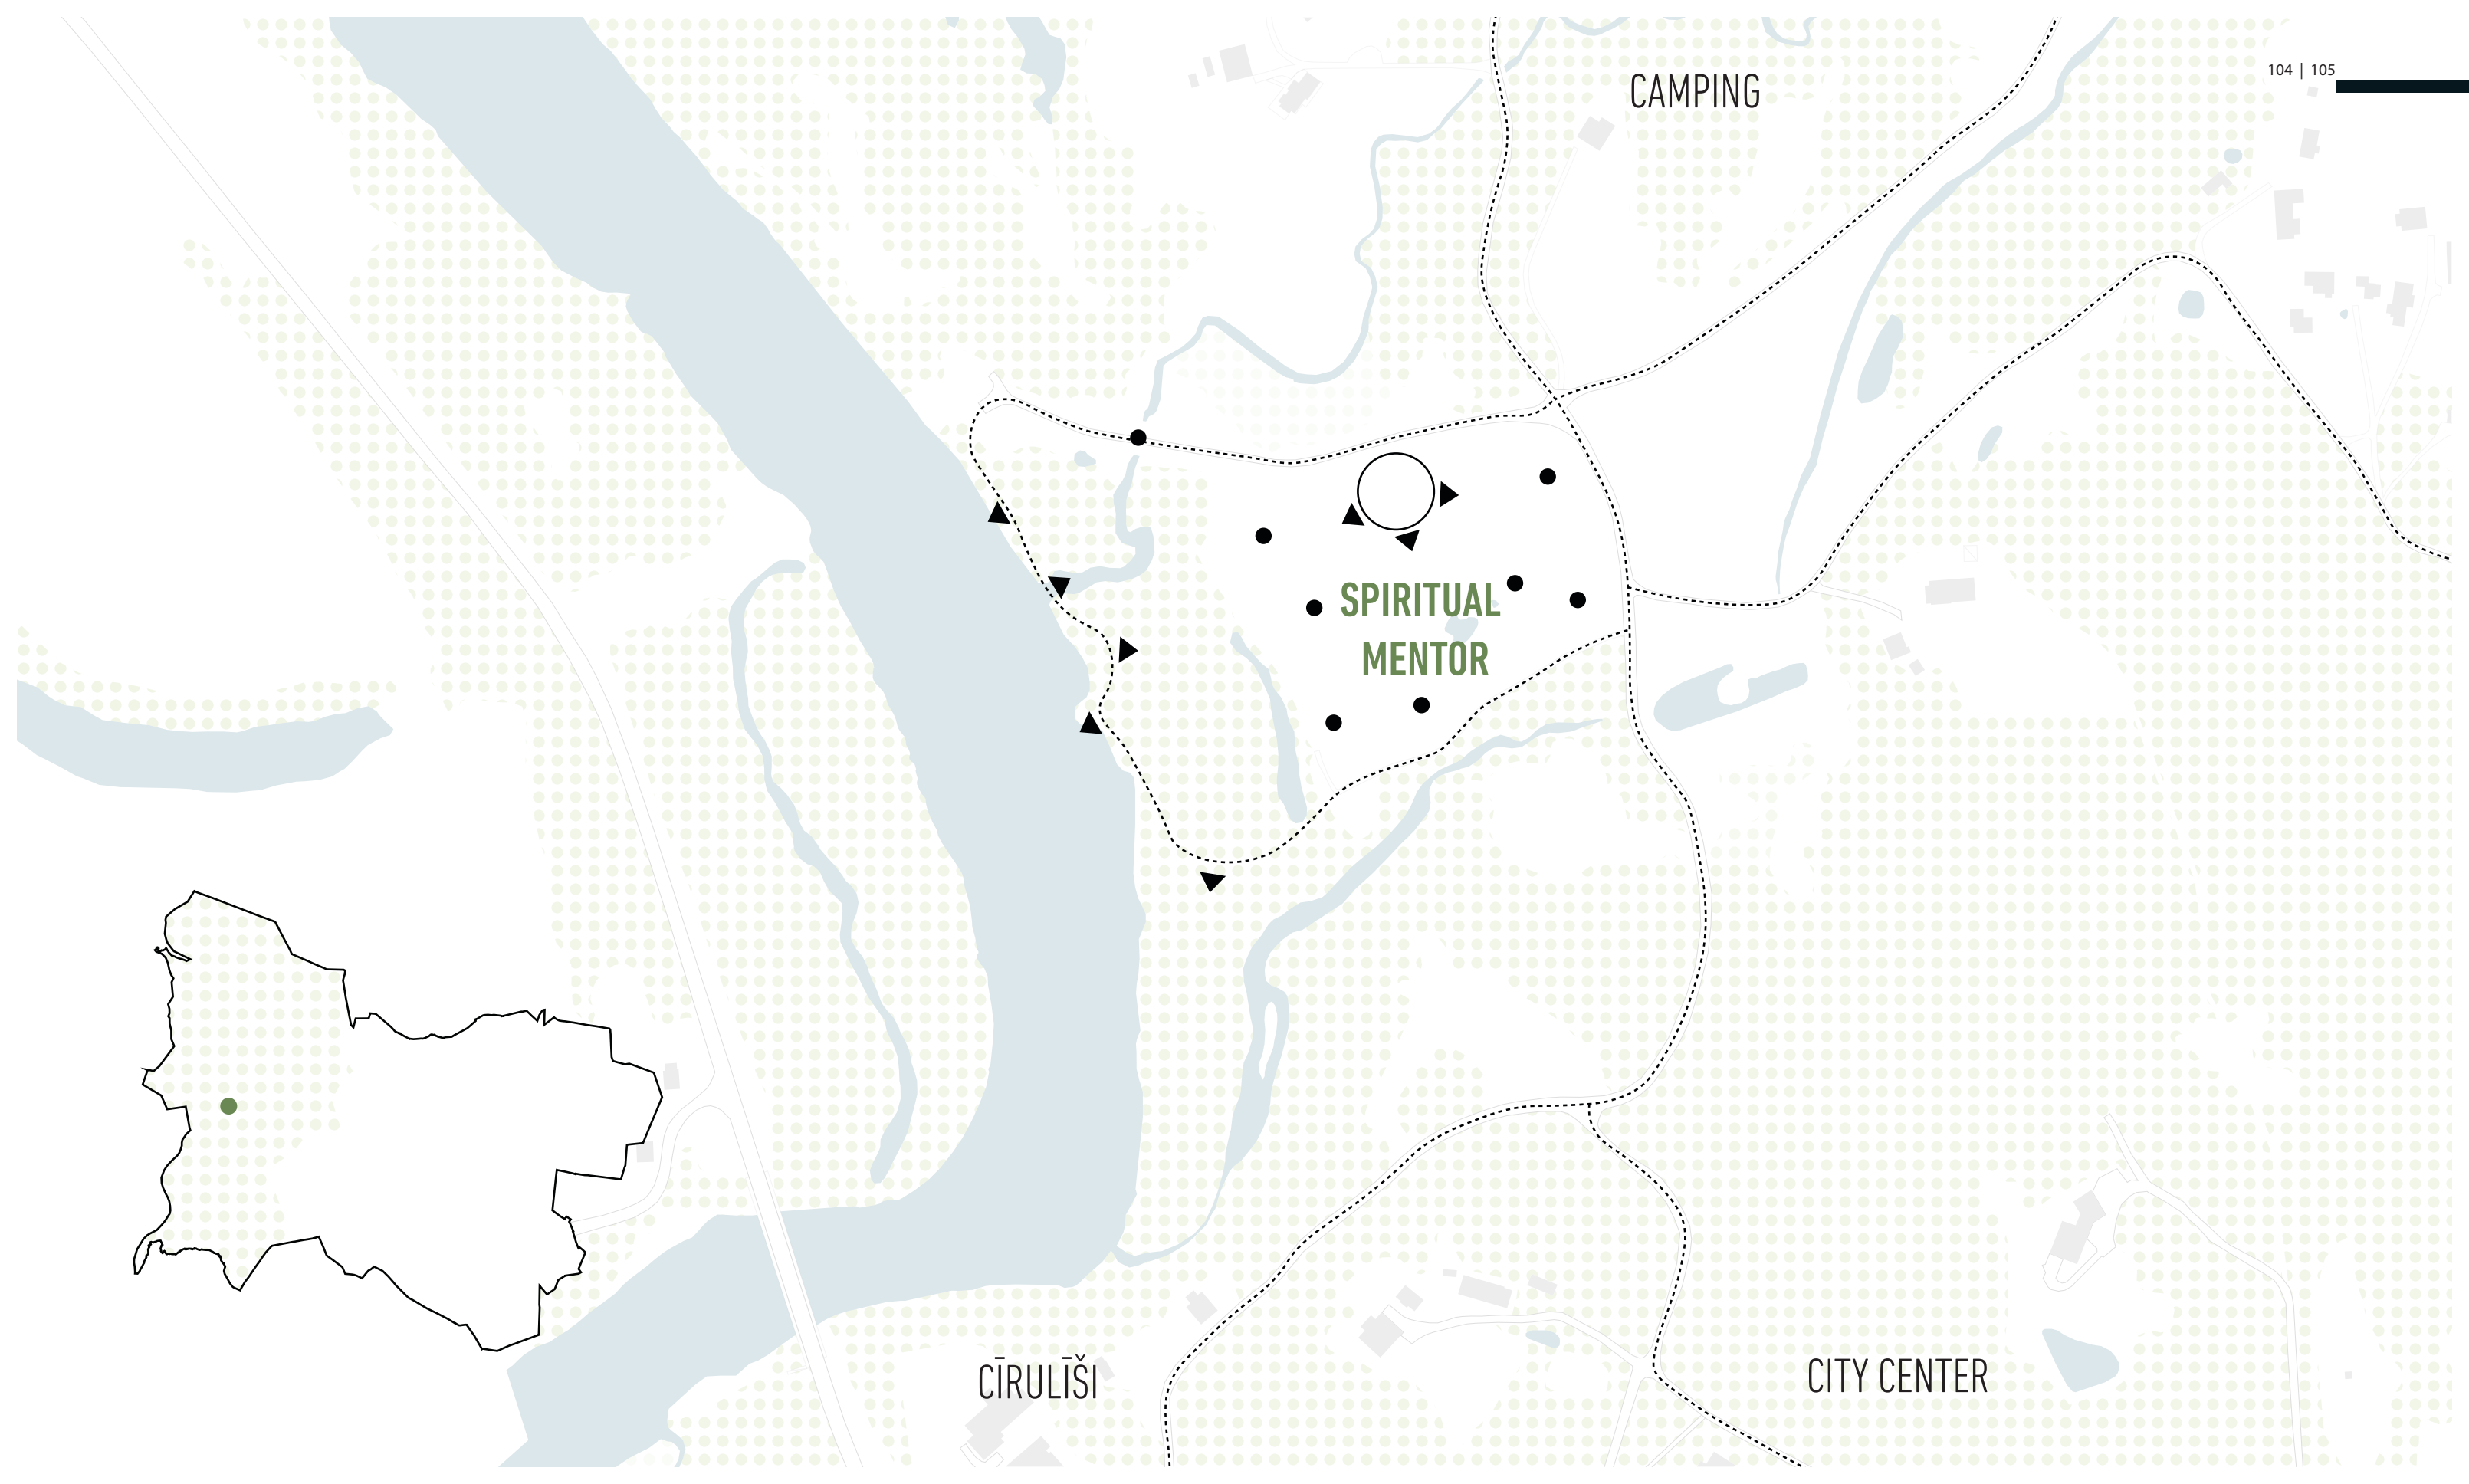 CAMPING
104 | 105
SPIRITUAL
MENTOR
CĪRULĪŠI
CITY CENTER